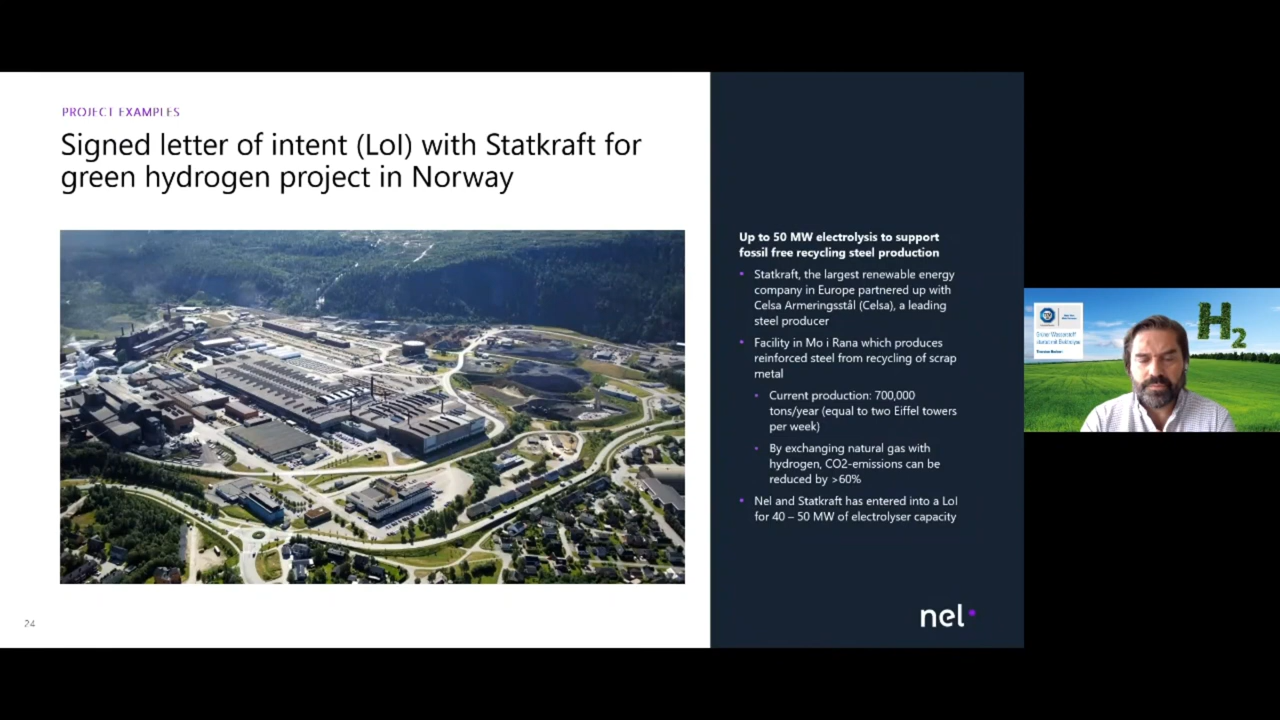 PROJECT EXAMPLES
Signed letter of intent (LoI) with Statkraft for
green hydrogen project in Norway
Up to 50 MW electrolysis to support
fossil free recycling steel production
• Statkraft, the largest renewable energy
company in Europe partnered up with
Celsa Armeringsstål (Celsa), a leading
steel producer
• Facility in Mo i Rana which produces
reinforced steel from recycling of scrap
metal
• Current production: 700,000
tons/year (equal to two Eiffel towers
per week)
• By exchanging natural gas with
hydrogen, CO2-emissions can be
reduced by >60%
• Nel and Statkraft has entered into a LoI
for 40 – 50 MW of electrolyser capacity
nel
24
H2